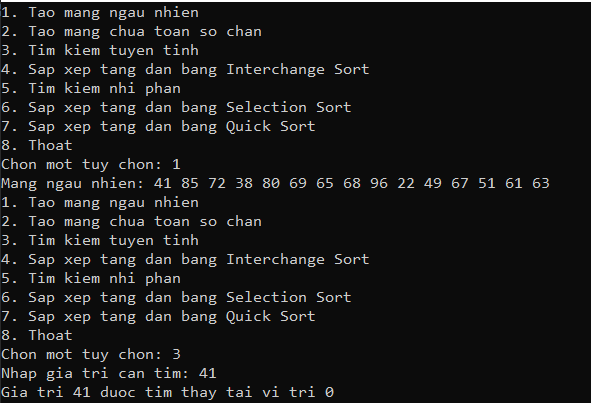 1. Tao mang ngau nhien
2. Tao mang chua toan so chan
3. Tim kiem tuyen tinh
4. Sap xep tang dan bang Interchange Sort
5. Tim kiem nhi phan
6. Sap xep tang dan bang Selection Sort
7. Sap xep tang dan bang Quick Sort
8. Thoat
Chon mot tuy chon: 1
Mang ngau nhien: 41 85 72 38 80 69 65 68 96 22 49 67 51 61 63
1. Tao mang ngau nhien
2. Tao mang chua toan so chan
3. Tim kiem tuyen tinh
4. Sap xep tang dan bang Interchange Sort
5. Tim kiem nhi phan
6. Sap xep tang dan bang Selection Sort
7. Sap xep tang dan bang Quick Sort
8. Thoat
Chon mot tuy chon: 3
Nhap gia tri can tim: 41
Gia tri 41 duoc tim thay tai vi tri 0